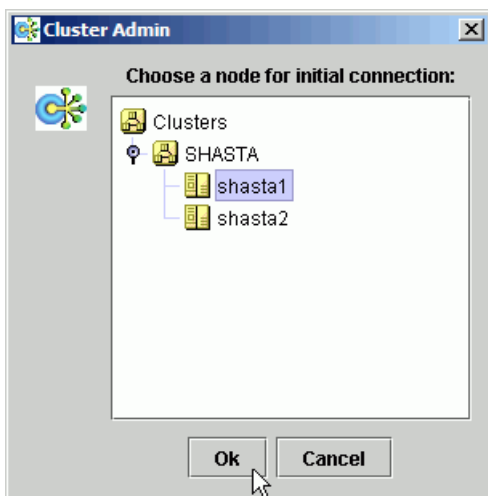 Cluster Admin
Choose a node for initial connection:
Clusters
SHASTA
shasta1
shasta2
Ok Cancel